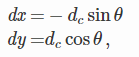 dx = − d_c sin θ
dy = d_c cos θ ,